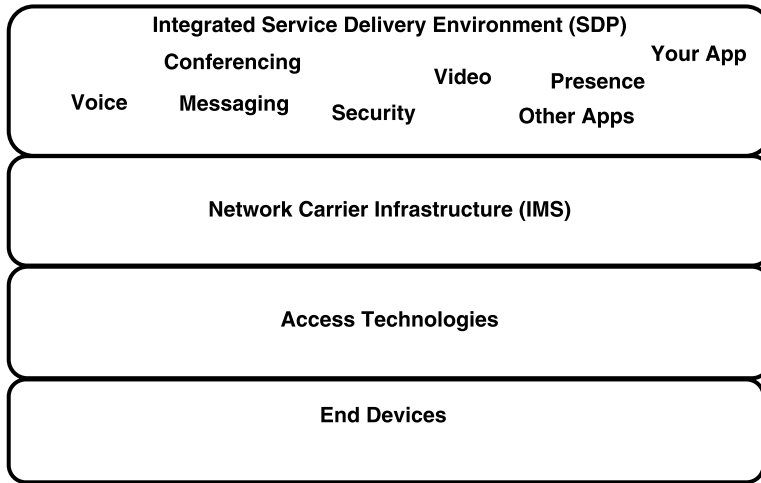 Integrated Service Delivery Environment (SDP)
Your App
Conferencing
Video
Presence
Voice
Messaging
Security
Other Apps
Network Carrier Infrastructure (IMS)
Access Technologies
End Devices